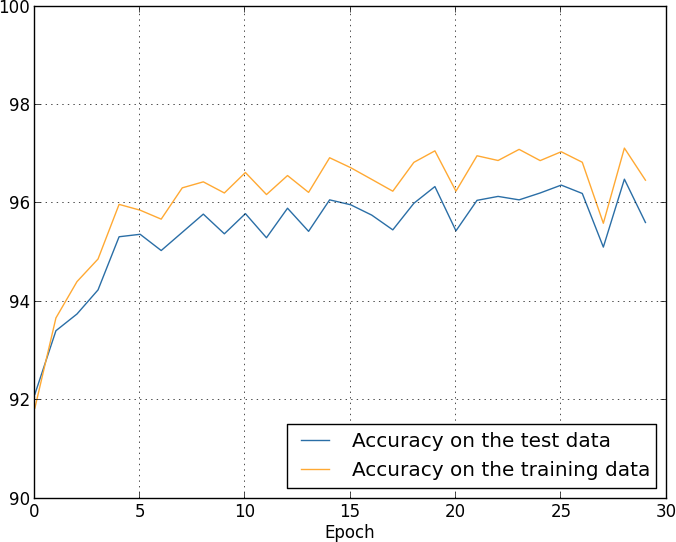 100
98
96
94
92
90
Accuracy on the test data
Accuracy on the training data
0 5 10 15 20 25 30
Epoch